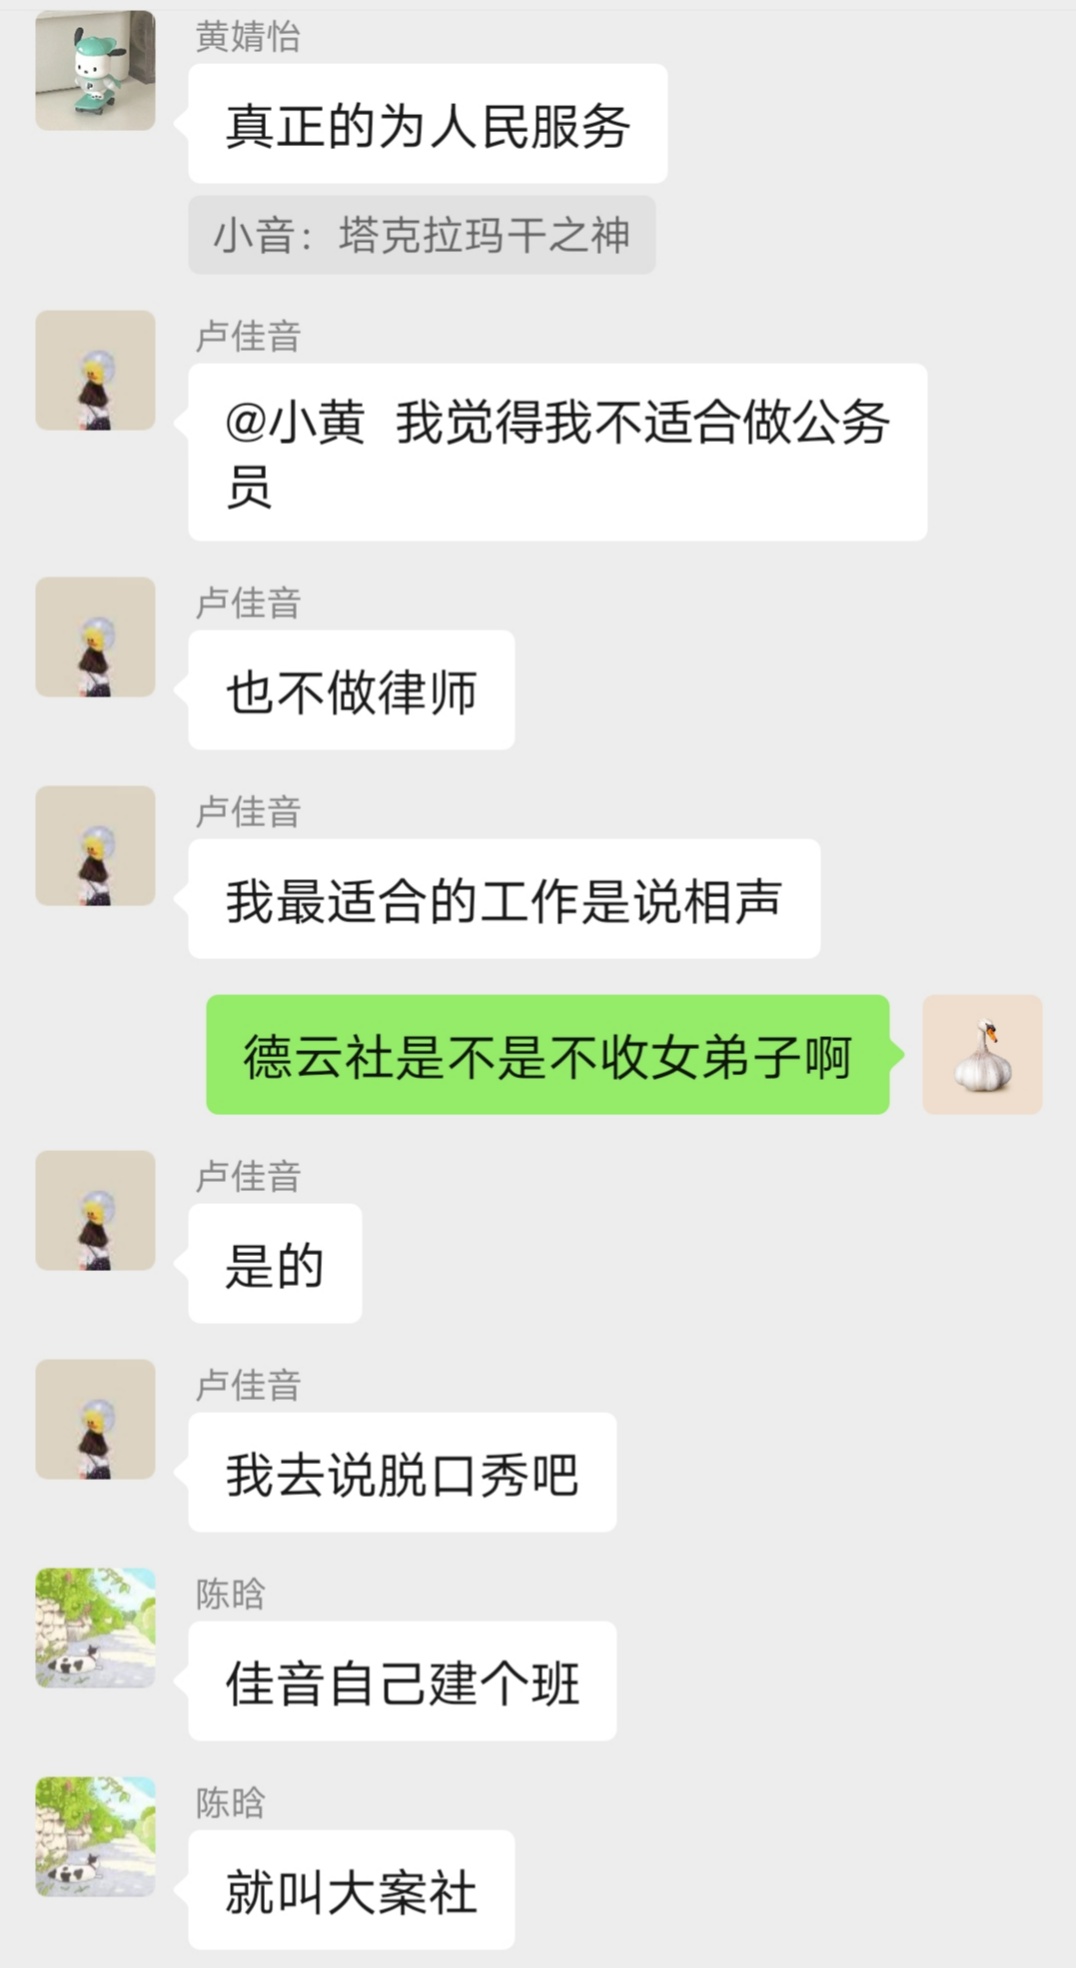 黄婧怡
真正的为人民服务
小音：塔克拉玛干之神
卢佳音
@小黄 我觉得我不适合做公务
员
卢佳音
也不做律师
卢佳音
我最适合的工作是说相声
德云社是不是不收女弟子啊
卢佳音
是的
卢佳音
我去说脱口秀吧
陈晗
佳音自己建个班
陈晗
就叫大案社